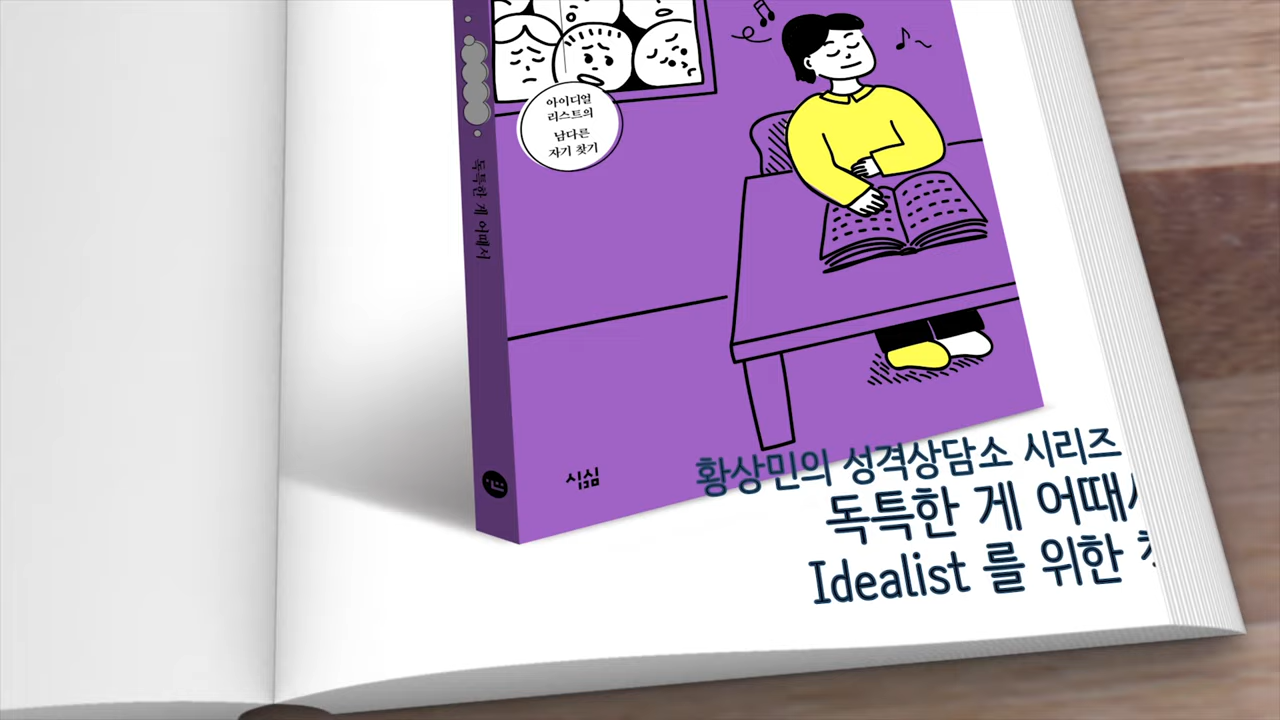 아이디얼
리스트의
남다른
자기 찾기
독특한 게 어때서
시심
황상민의 성격상담소 시리즈
독특한 게 어때
Idealist 를 위한